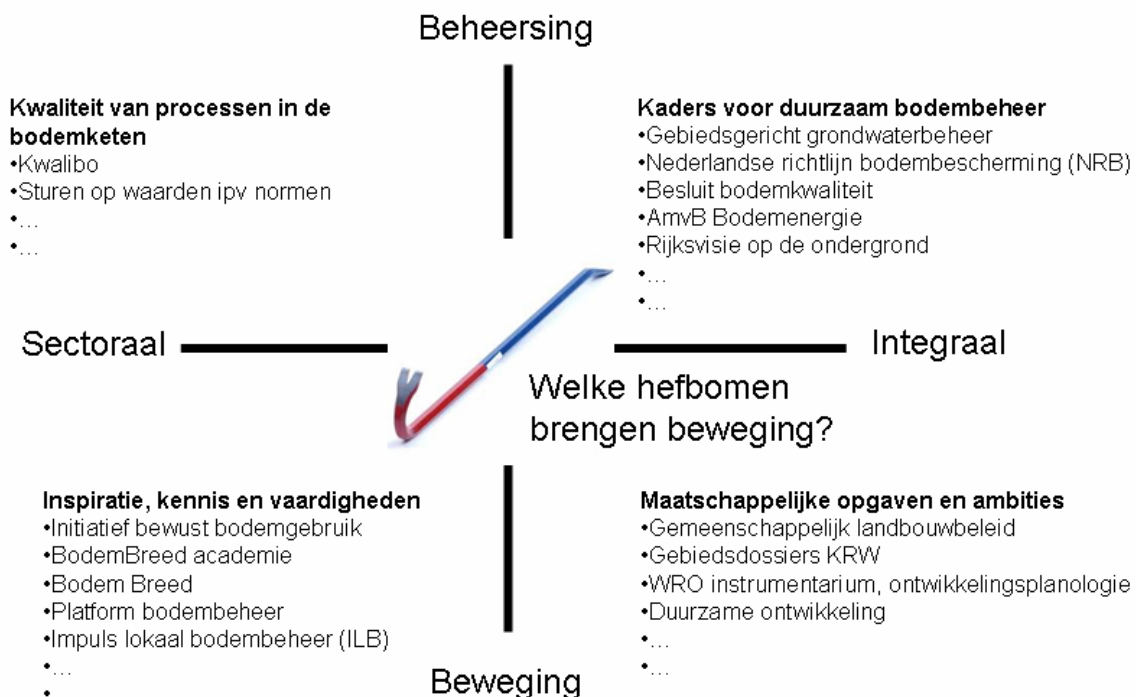 Beheersing
Kwaliteit van processen in de
bodemketen
•Kwalibo
•Sturen op waarden ipv normen
•...
•...
Kaders voor duurzaam bodembeheer
•Gebiedsgericht grondwaterbeheer
•Nederlandse richtlijn bodembescherming (NRB)
•Besluit bodemkwaliteit
•AmvB Bodemenergie
•Rijksvisie op de ondergrond
•...
•...
Sectoraal
Integraal
Welke hefbomen
brengen beweging?
Inspiratie, kennis en vaardigheden
•Initiatief bewust bodemgebruik
•BodemBreed academie
•Bodem Breed
•Platform bodembeheer
•Impuls lokaal bodembeheer (ILB)
•...
•
Maatschappelijke opgaven en ambities
•Gemeenschappelijk landbouwbeleid
•Gebiedsdossiers KRW
•WRO instrumentarium, ontwikkelingsplanologie
•Duurzame ontwikkeling
•...
•...
Beweging